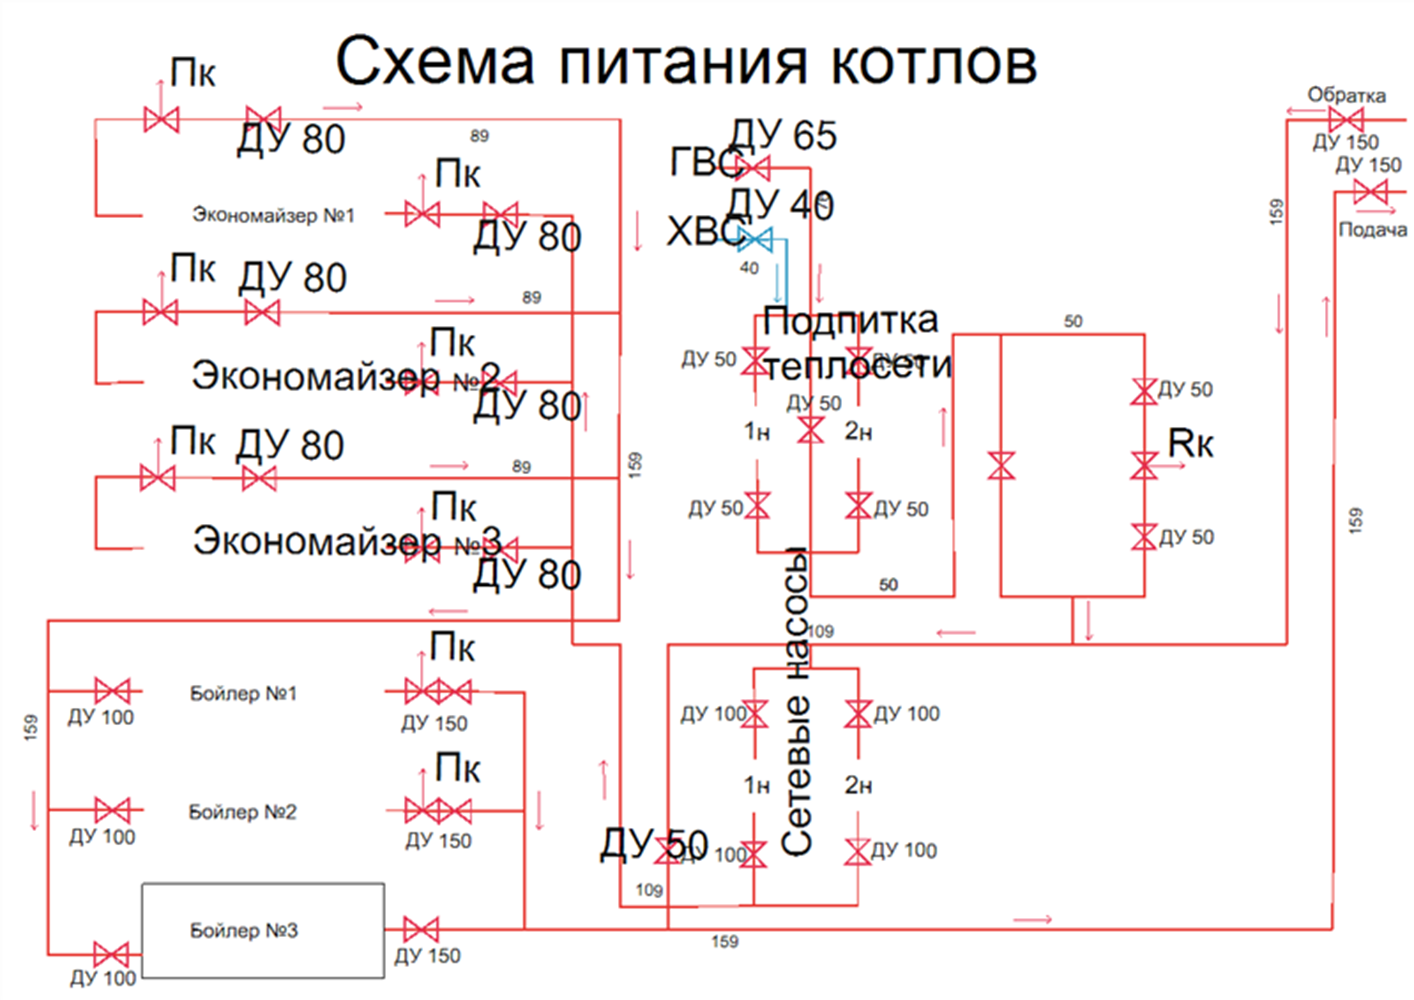 Схема питания котлов
Пк
ДУ 80
89
Экономайзер №1
Пк
ДУ 80
Пк
ДУ 80
89
Экономайзер №2
Пк
ДУ 80
Пк
ДУ 80
89
159
Экономайзер №3
Пк
ДУ 80
ДУ 65
ГВС
ДУ 40
ХВС
40
Подпитка
теплосети
ДУ 50
ДУ 50
ДУ 50
1н
2н
ДУ 50
ДУ 50
50
50
ДУ 50
Rк
ДУ 50
Обратка
ДУ 150
ДУ 150
Подача
159
159
109
Сетевые насосы
ДУ 100
ДУ 100
1н
2н
ДУ 50
ДУ 100
ДУ 100
109
159
159
Бойлер №1
ДУ 100
Пк
ДУ 150
Бойлер №2
ДУ 100
Пк
ДУ 150
Бойлер №3
ДУ 100
ДУ 150